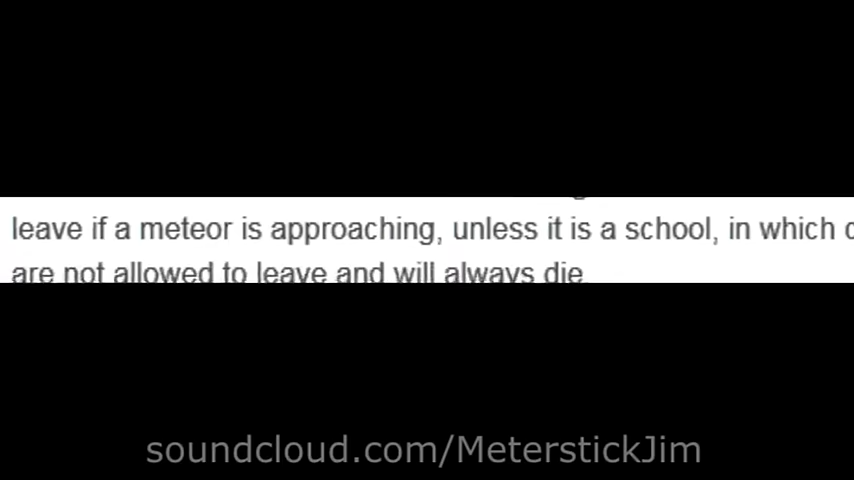 leave if a meteor is approaching, unless it is a school, in which
are not allowed to leave and will always die
soundcloud.com/MeterstickJim